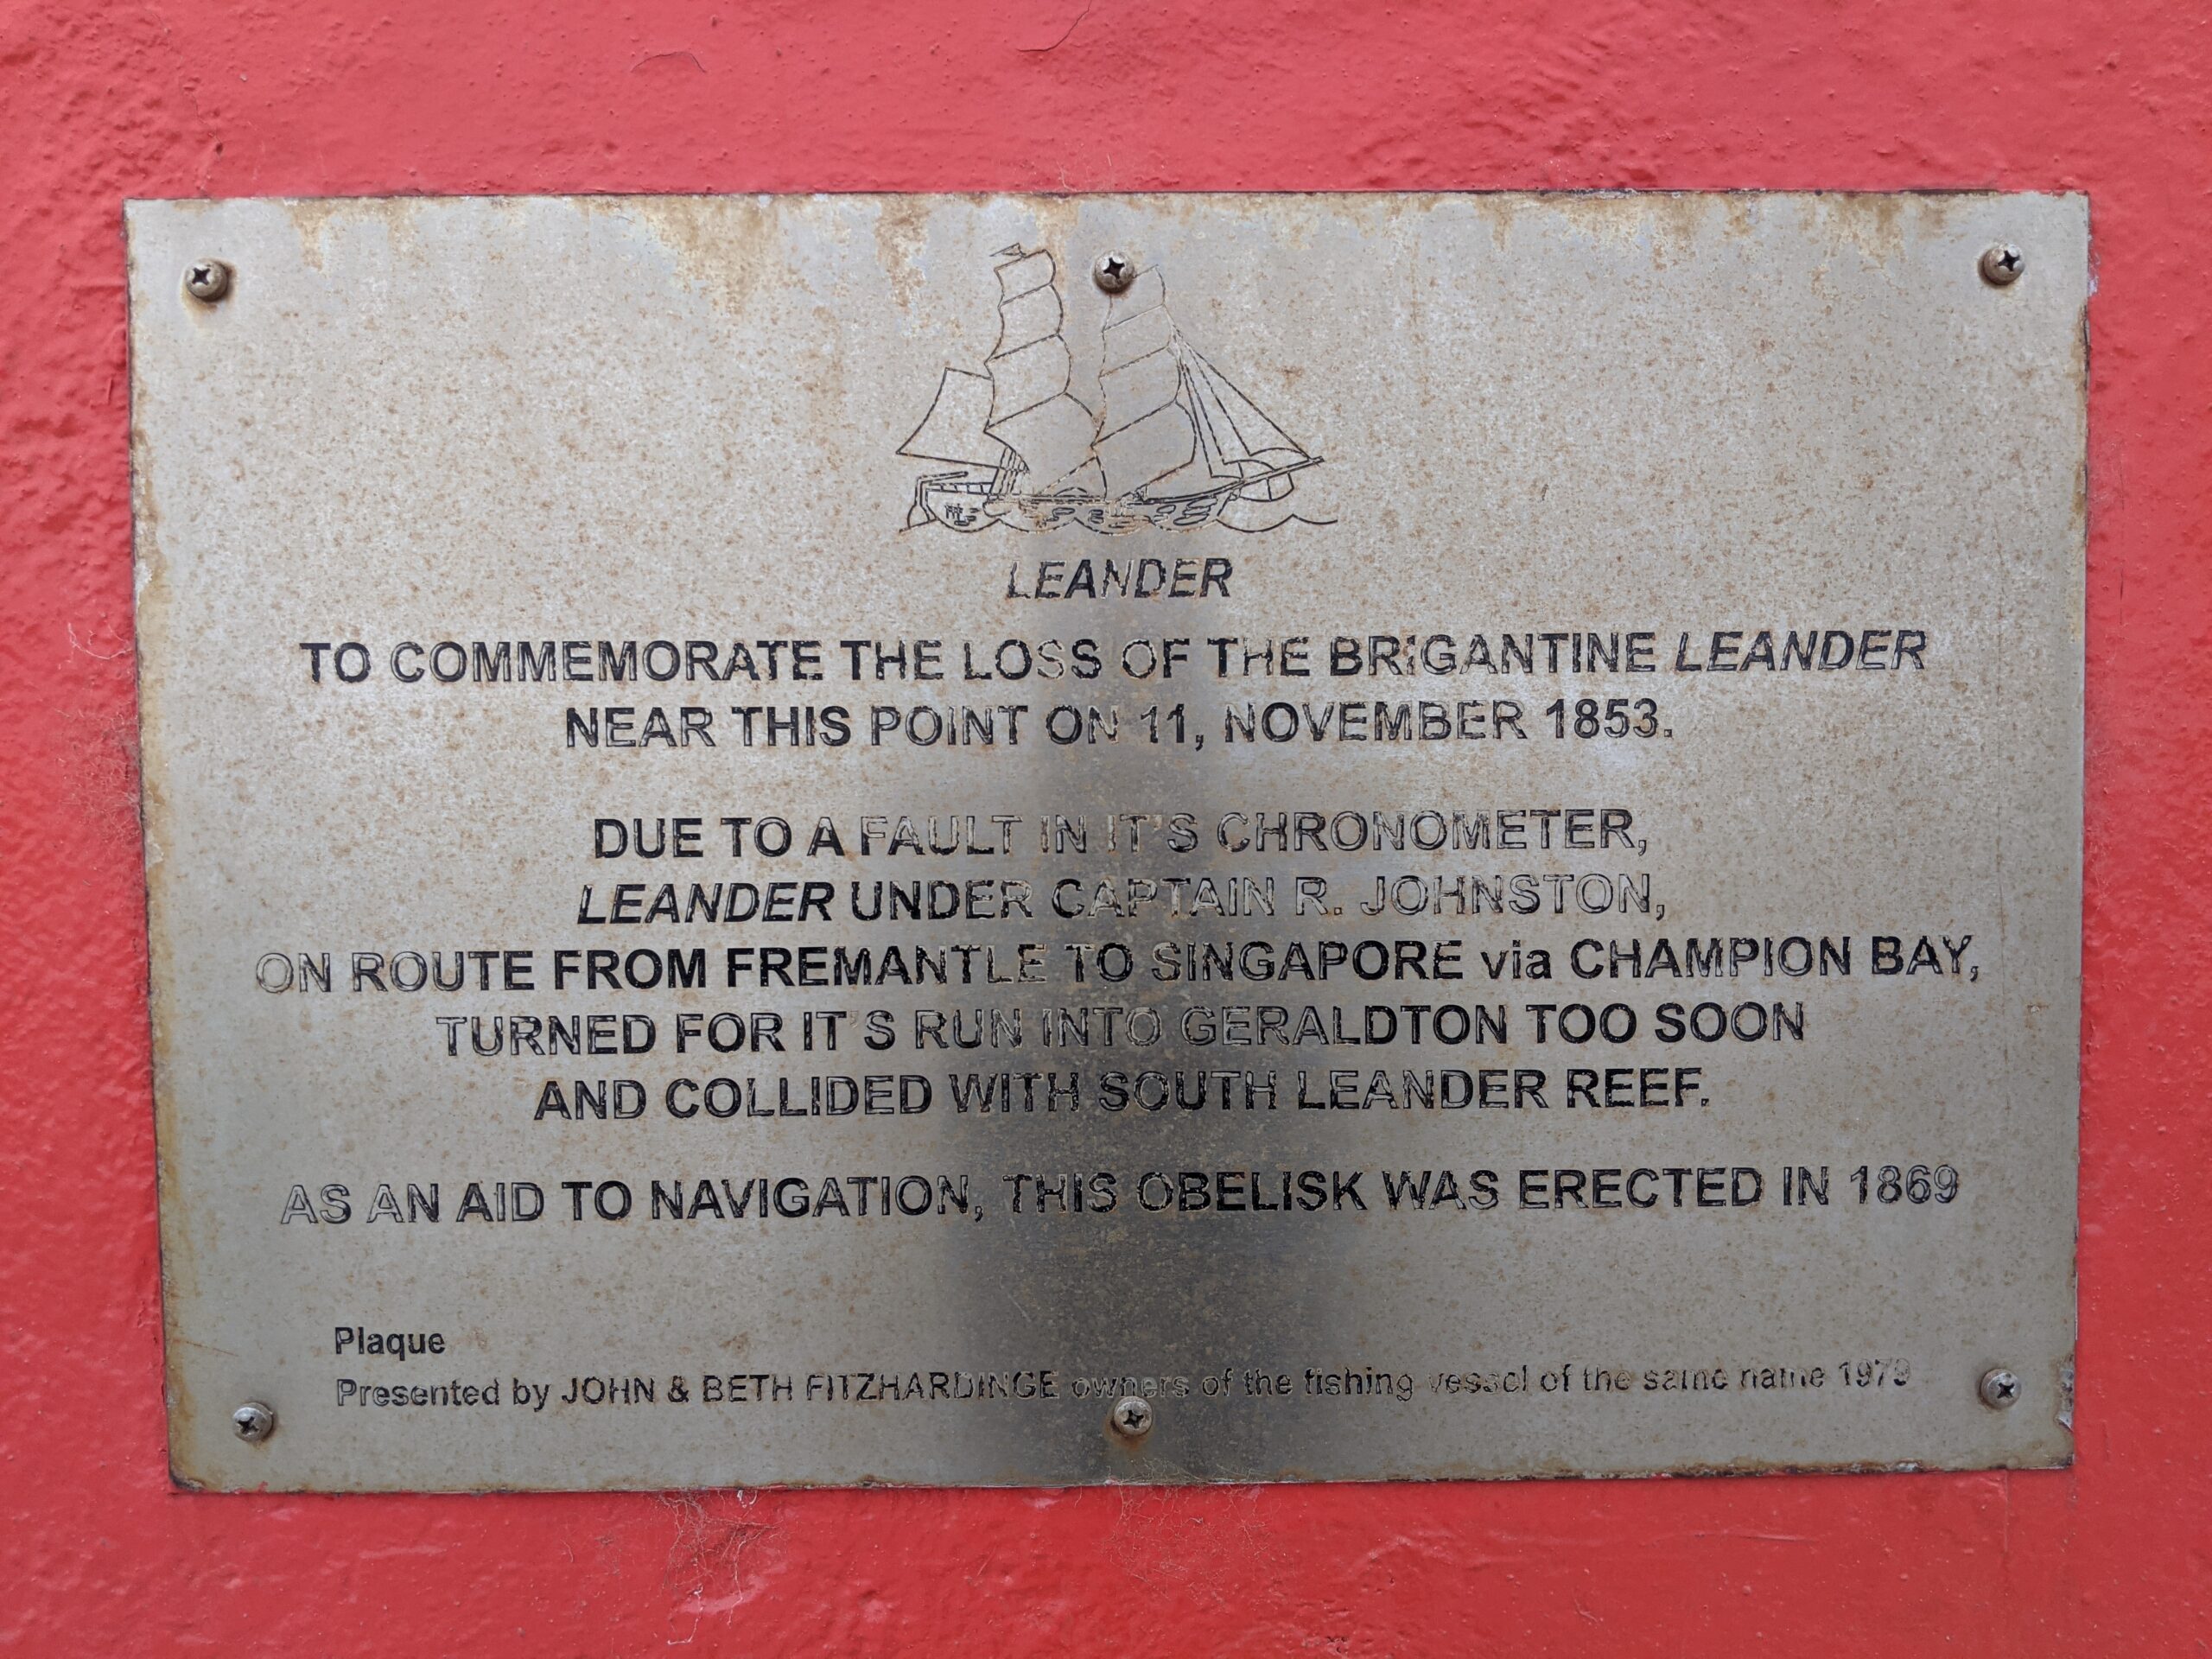 LEANDER
TO COMMEMORATE THE LOSS OF THE BRIGANTINE LEANDER
NEAR THIS POINT ON 11, NOVEMBER 1853.
DUE TO A FAULT IN IT'S CHRONOMETER,
LEANDER UNDER CAPTAIN R. JOHNSTON,
ON ROUTE FROM FREMANTLE TO SINGAPORE via CHAMPION BAY,
TURNED FOR IT'S RUN INTO GERALDTON TOO SOON
AND COLLIDED WITH SOUTH LEANDER REEF.
AS AN AID TO NAVIGATION, THIS OBELISK WAS ERECTED IN 1869
Plaque
Presented by JOHN & BETH FITZHARDINGE owners of the fishing vessel of the same name 1979